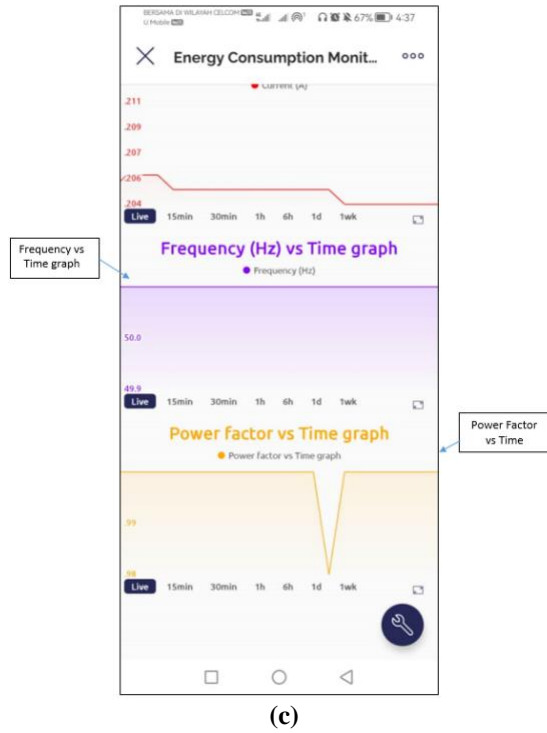 BERSAMA DI WILAYAH CELCOM
U Mobile
67% 4:37
Energy Consumption Monit...
Current (A)
.211
.209
.207
.206
.204
Live 15min 30min 1h 6h 1d 1wk
Frequency vs
Time graph
Frequency (Hz) vs Time graph
Frequency (Hz)
50.0
49.9
Live 15min 30min 1h 6h 1d 1wk
Power factor vs Time graph
Power Factor
vs Time
Power factor vs Time graph
.99
.98
Live 15min 30min 1h 6h 1d 1wk
(c)